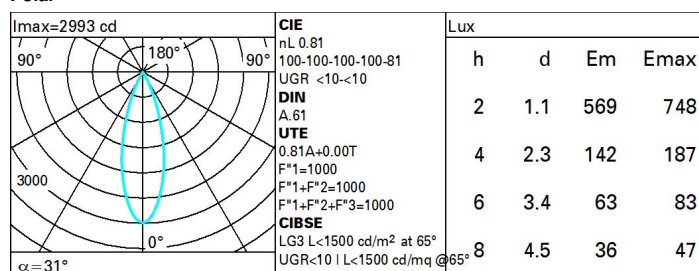 Imax=2993 cd
90° 180° 90°
3000
0°
α=31°
CIE
nL 0.81
100-100-100-100-81
UGR <10-<10
DIN
A.61
UTE
0.81A+0.00T
F"1=1000
F"1+F"2=1000
F"1+F"2+F"3=1000
CIBSE
LG3 L<1500 cd/m² at 65°
UGR<10 | L<1500 cd/mq @65°
Lux
h d Em Emax
2 1.1 569 748
4 2.3 142 187
6 3.4 63 83
8 4.5 36 47